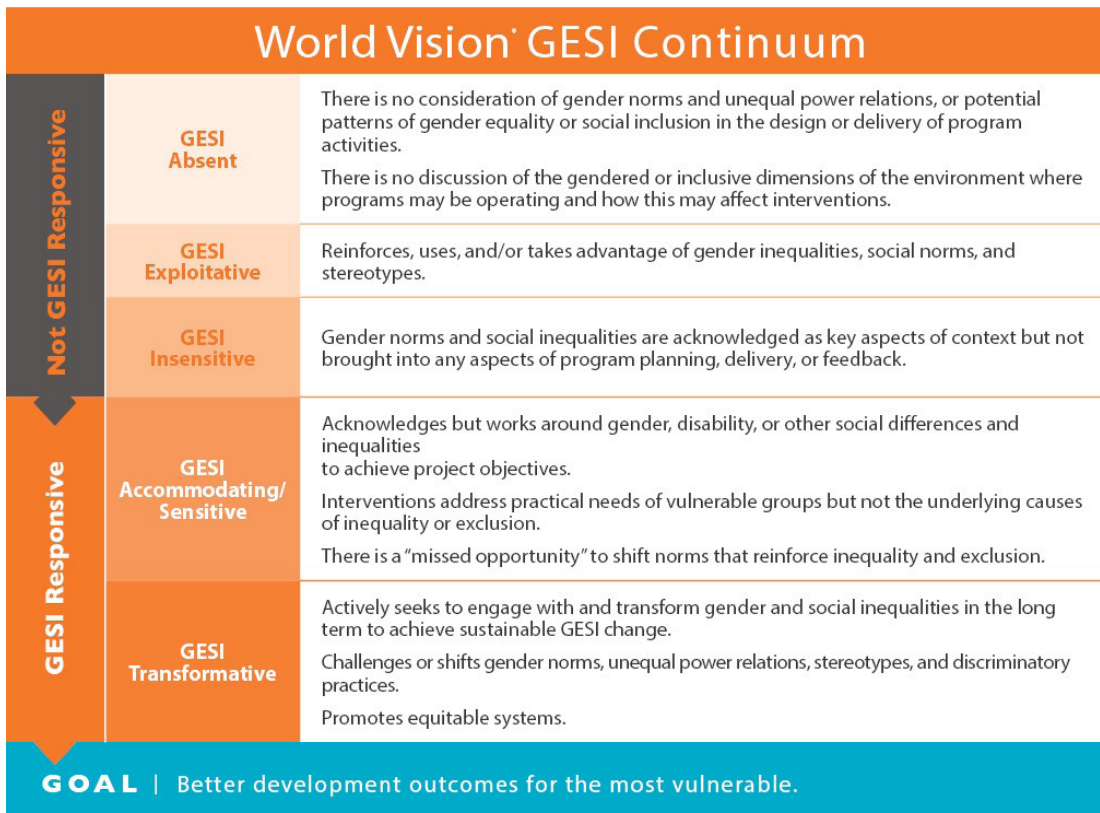 World Vision• GESI Continuum
Not GESI Responsive
GESI
Absent
There is no consideration of gender norms and unequal power relations, or potential
patterns of gender equality or social inclusion in the design or delivery of program
activities.
There is no discussion of the gendered or inclusive dimensions of the environment where
programs may be operating and how this may affect interventions.
GESI
Exploitative
Reinforces, uses, and/or takes advantage of gender inequalities, social norms, and
stereotypes.
GESI
Insensitive
Gender norms and social inequalities are acknowledged as key aspects of context but not
brought into any aspects of program planning, delivery, or feedback.
GESI Responsive
GESI
Accommodating/
Sensitive
Acknowledges but works around gender, disability, or other social differences and
inequalities
to achieve project objectives.
Interventions address practical needs of vulnerable groups but not the underlying causes
of inequality or exclusion.
There is a “missed opportunity” to shift norms that reinforce inequality and exclusion.
GESI
Transformative
Actively seeks to engage with and transform gender and social inequalities in the long
term to achieve sustainable GESI change.
Challenges or shifts gender norms, unequal power relations, stereotypes, and discriminatory
practices.
Promotes equitable systems.
GOAL | Better development outcomes for the most vulnerable.